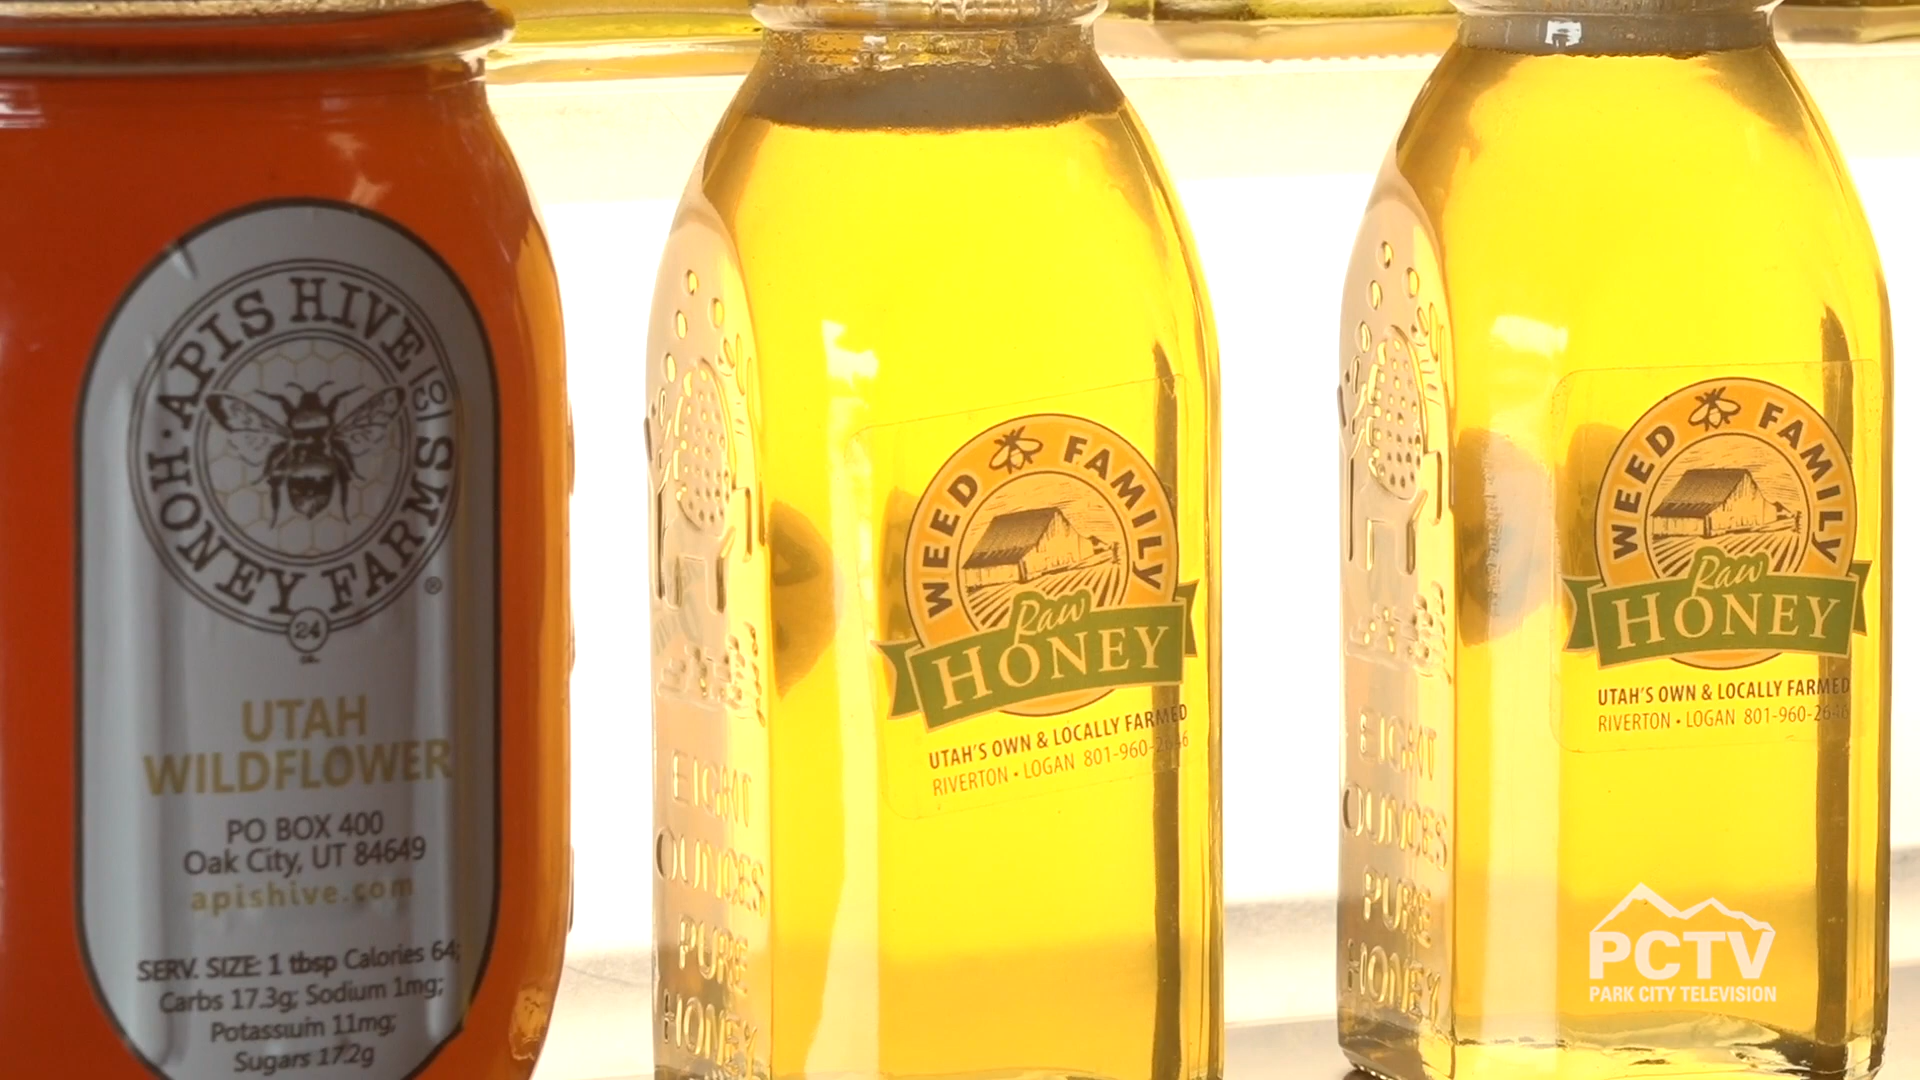 APIS HIVE CO
HONEY FARMS
®
24
oz.
UTAH
WILDFLOWER
PO BOX 400
Oak City, UT 84649
apishive.com
SERV. SIZE: 1 tbsp Calories 64;
Carbs 17.3g; Sodium 1mg;
Potassium 11mg;
Sugars 17.2g
EIGHT
OUNCES
PURE
HONEY
WEED FAMILY
Raw
HONEY
UTAH'S OWN & LOCALLY FARMED
RIVERTON • LOGAN 801-960-2646
EIGHT
OUNCES
PURE
HONEY
WEED FAMILY
Raw
HONEY
UTAH'S OWN & LOCALLY FARMED
RIVERTON • LOGAN 801-960-2646
PCTV
PARK CITY TELEVISION